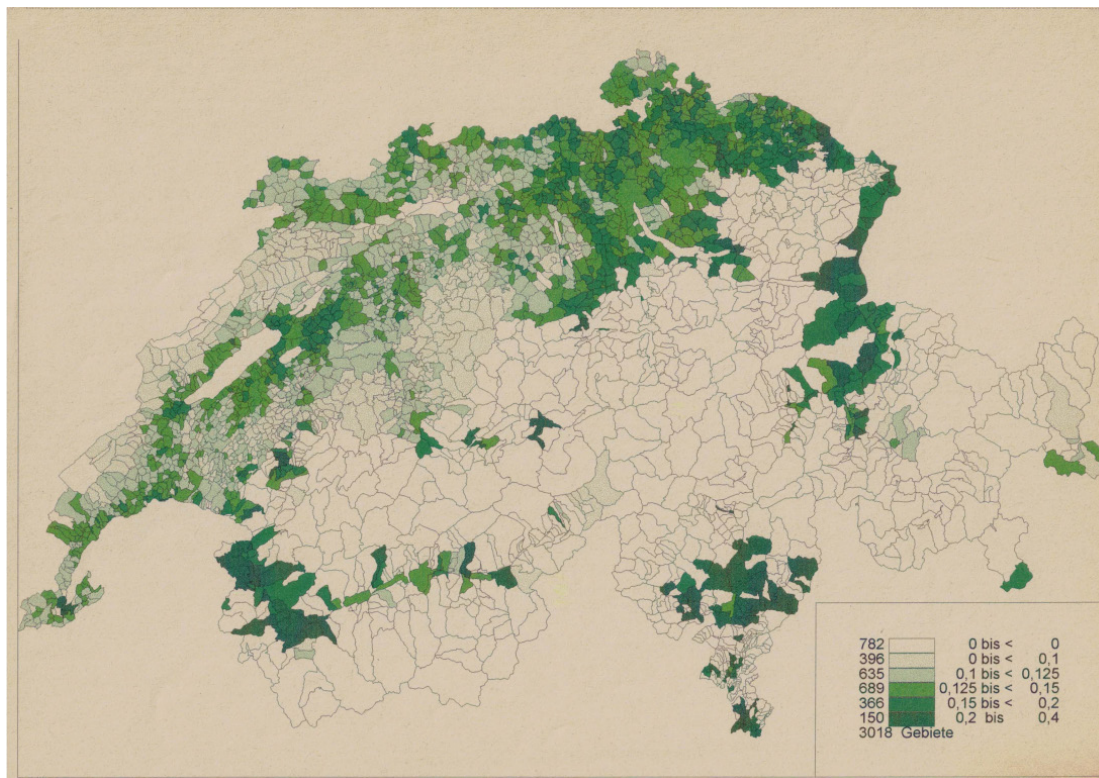 782 0 bis < 0
396 0 bis < 0,1
635 0,1 bis < 0,125
689 0,125 bis < 0,15
366 0,15 bis < 0,2
150 0,2 bis 0,4
3018 Gebiete